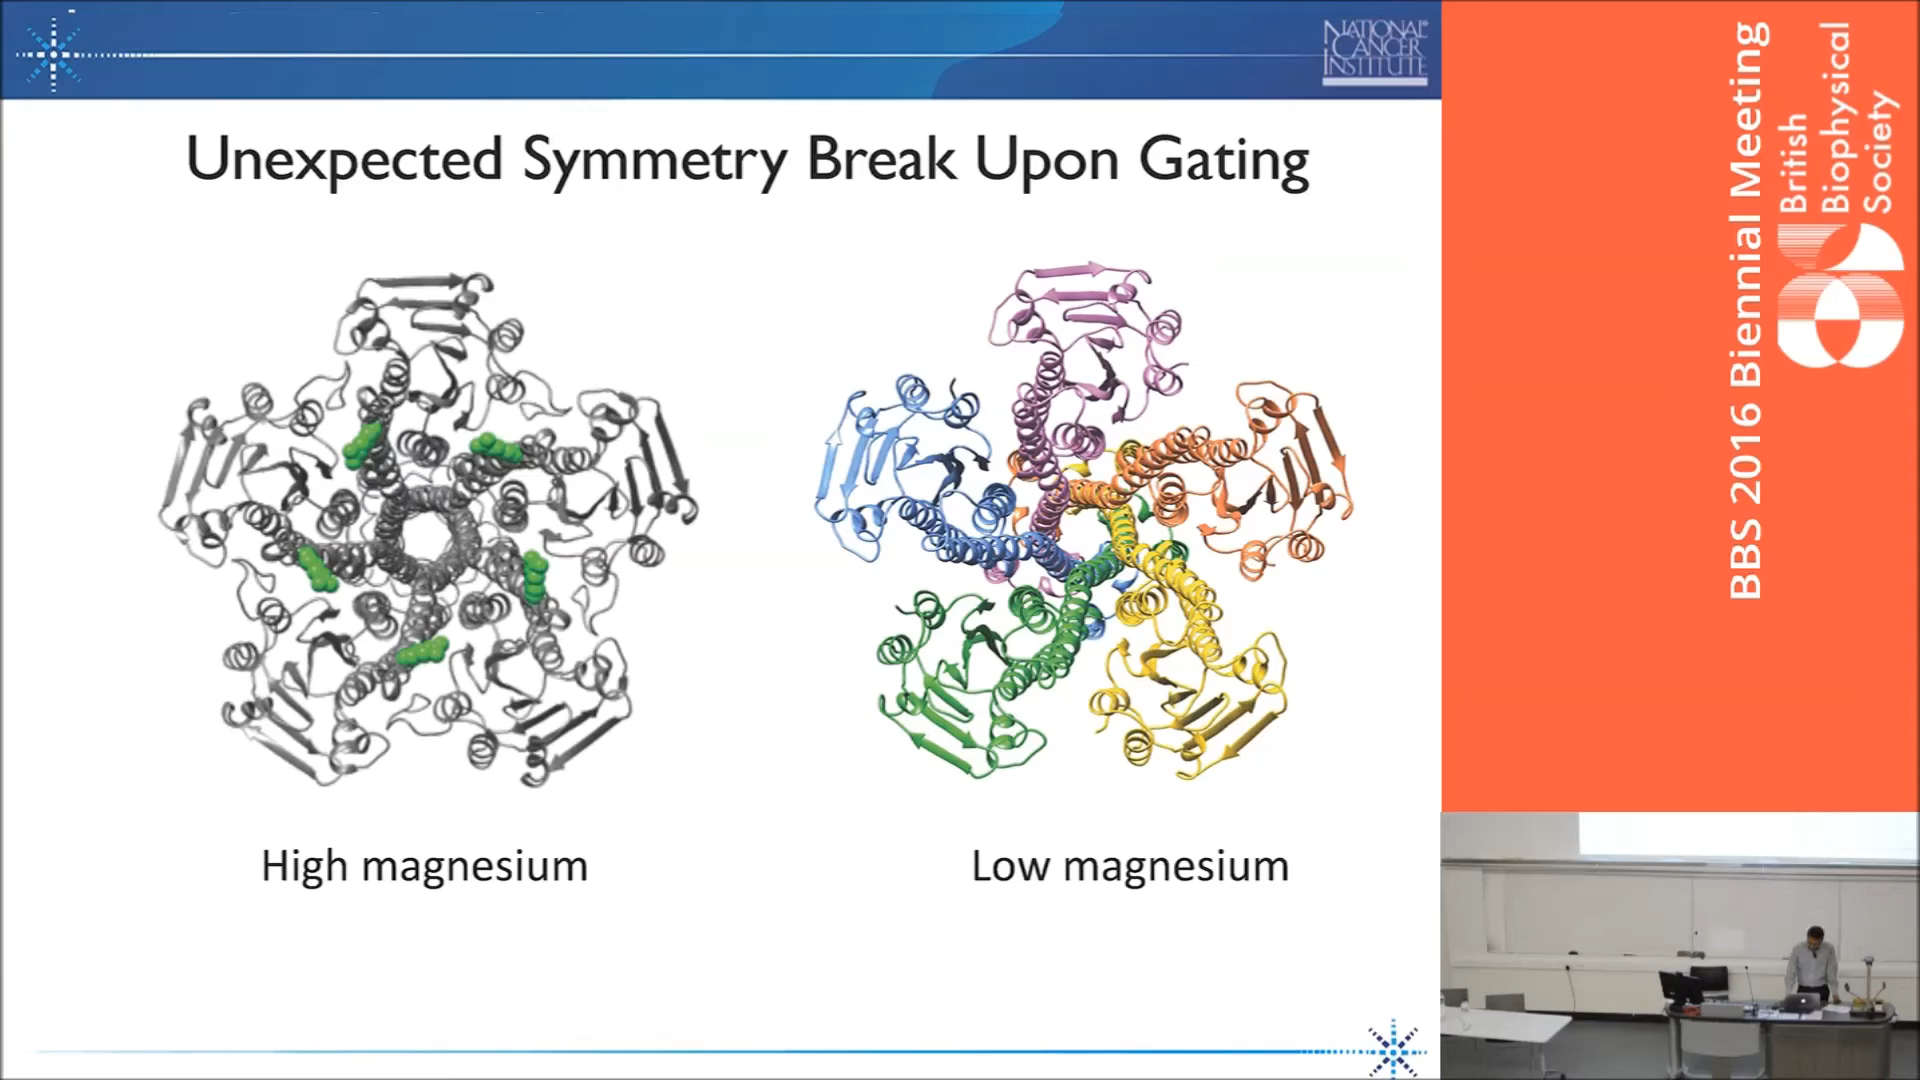 NATIONAL
CANCER
INSTITUTE
Unexpected Symmetry Break Upon Gating
High magnesium
Low magnesium
BBS 2016 Biennial Meeting
British
Biophysical
Society